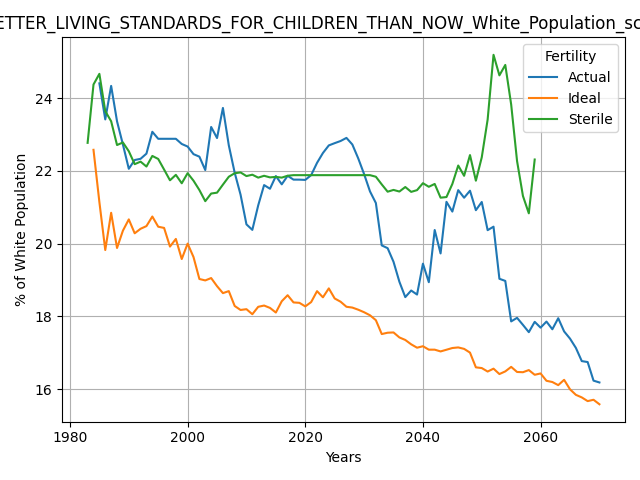 ETTER_LIVING_STANDARDS_FOR_CHILDREN_THAN_NOW_White_Population_sc
Fertility
Actual
Ideal
Sterile
% of White Population
24
22
20
18
16
1980
2000
2020
2040
2060
Years